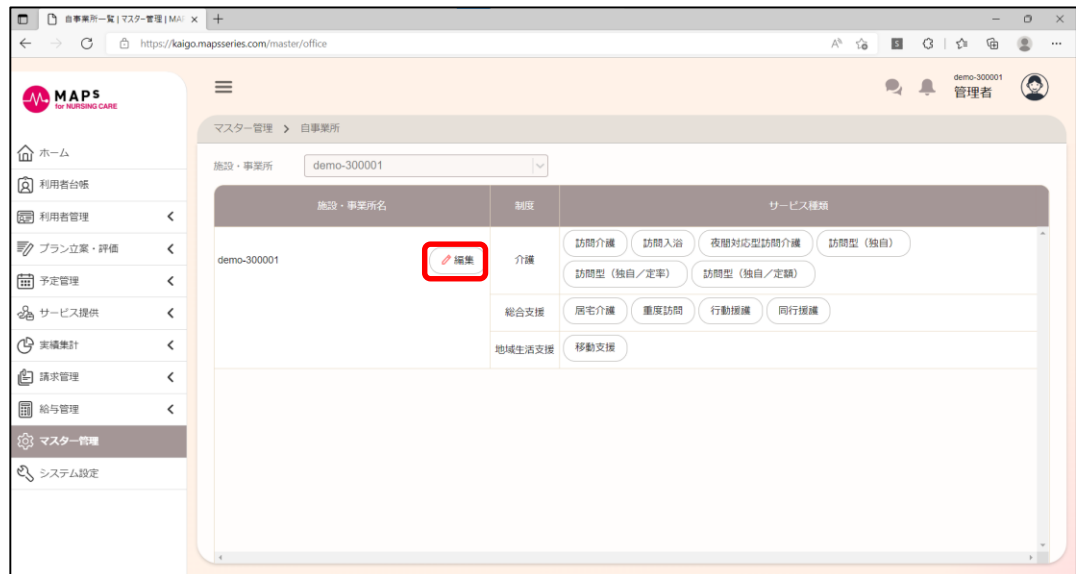 自事業所一覧 | マスター管理 | MAP
https://kaigo.mapsseries.com/master/office
MAPS
for NURSING CARE
demo-300001
管理者
マスター管理 > 自事業所
ホーム
利用者台帳
利用者管理
プラン立案・評価
予定管理
サービス提供
実績集計
請求管理
給与管理
マスター管理
システム設定
施設・事業所 demo-300001
施設・事業所名 制度 サービス種類
demo-300001 編集 介護
訪問介護 訪問入浴 夜間対応型訪問介護 訪問型（独自）
訪問型（独自／定率） 訪問型（独自／定額）
総合支援 居宅介護 重度訪問 行動援護 同行援護
地域生活支援 移動支援